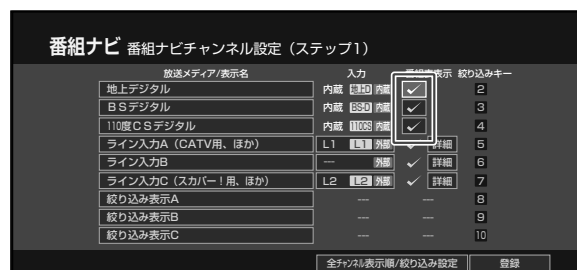 番組ナビ 番組ナビチャンネル設定（ステップ1）
放送メディア/表示名 入力 番組表表示 絞り込みキー
地上デジタル 内蔵 地上D 内蔵 ✓ 2
ＢＳデジタル 内蔵 BS-D 内蔵 ✓ 3
110度ＣＳデジタル 内蔵 110CS 内蔵 ✓ 4
ライン入力A（CATV用、ほか） L1 L1 外部 ✓ 詳細 5
ライン入力B --- 外部 ✓ 詳細 6
ライン入力C（スカパー！用、ほか） L2 L2 外部 ✓ 詳細 7
絞り込み表示A --- --- 8
絞り込み表示B --- --- 9
絞り込み表示C --- --- 10
全チャンネル表示順/絞り込み設定 登録